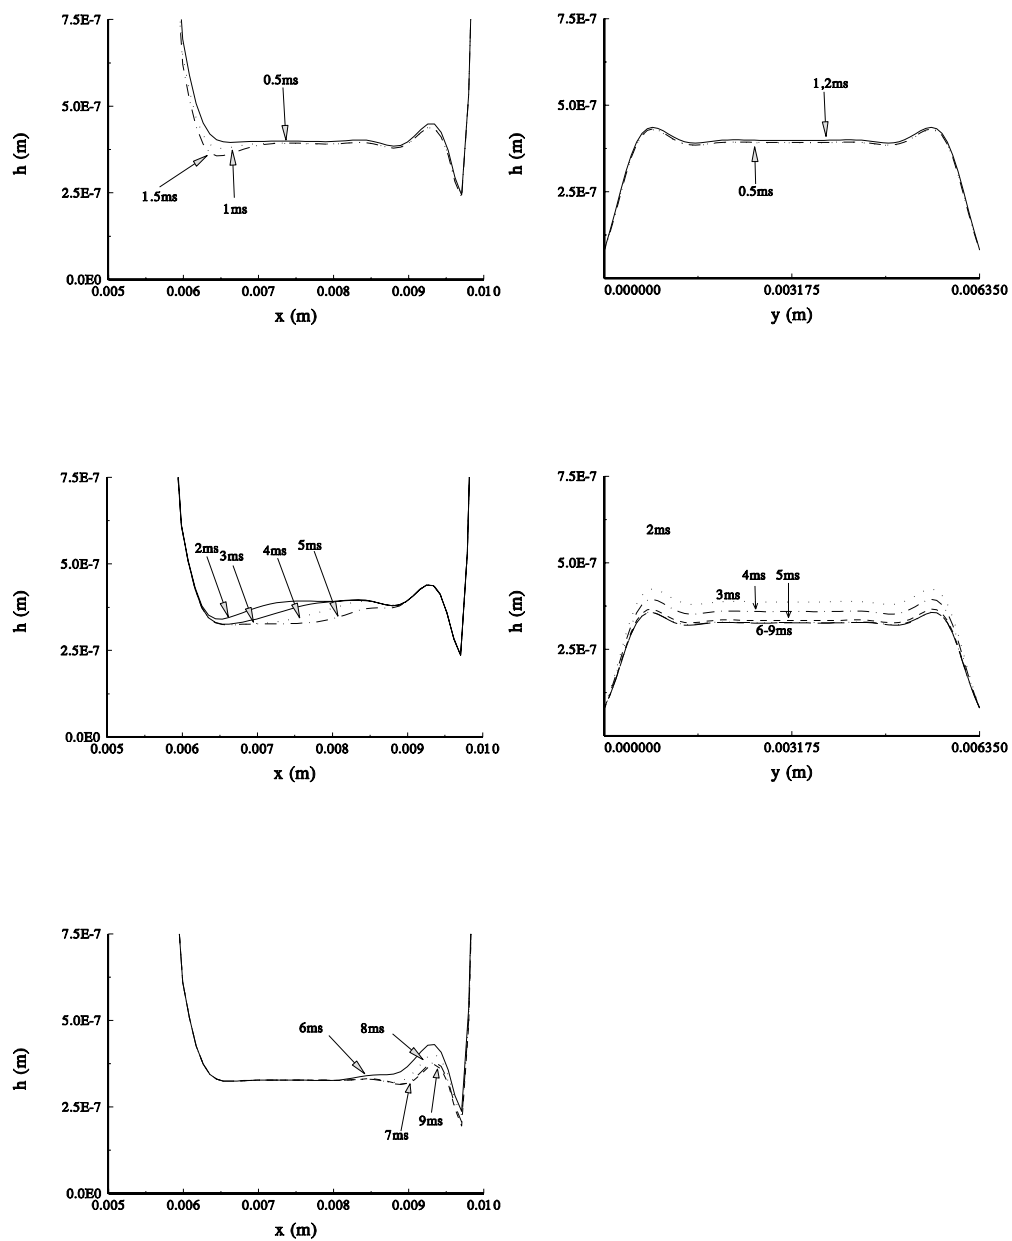 7.5E-7
5.0E-7
2.5E-7
0.0E0
h (m)
0.5ms
1.5ms
1ms
0.005
0.006
0.007
0.008
0.009
0.010
x (m)
7.5E-7
5.0E-7
2.5E-7
h (m)
1,2ms
0.5ms
0.000000
0.003175
0.006350
y (m)
7.5E-7
5.0E-7
2.5E-7
0.0E0
h (m)
2ms
3ms
4ms
5ms
0.005
0.006
0.007
0.008
0.009
0.010
x (m)
7.5E-7
5.0E-7
2.5E-7
h (m)
2ms
4ms
5ms
3ms
6-9ms
0.000000
0.003175
0.006350
y (m)
7.5E-7
5.0E-7
2.5E-7
0.0E0
h (m)
6ms
8ms
7ms
9ms
0.005
0.006
0.007
0.008
0.009
0.010
x (m)